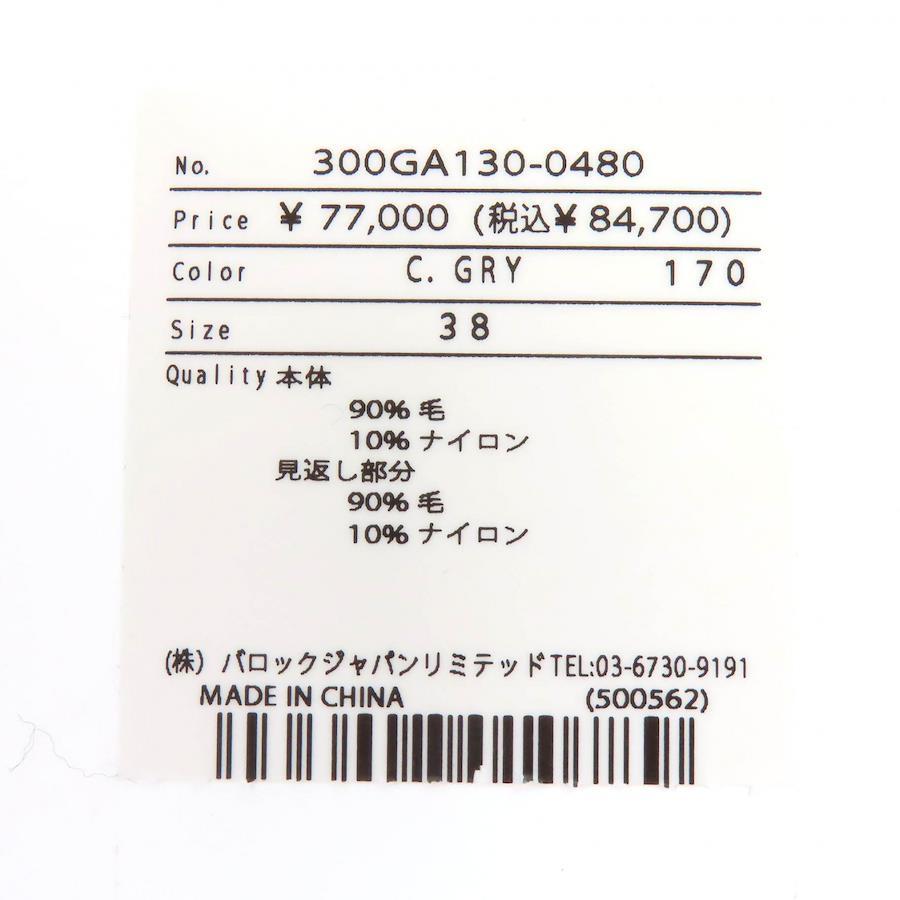 No. 300GA130-0480
Price ¥ 77,000 (税込¥ 84,700)
Color C. GRY 170
Size 38
Quality 本体
90% 毛
10% ナイロン
見返し部分
90% 毛
10% ナイロン
(株) バロックジャパンリミテッド TEL:03-6730-9191
MADE IN CHINA (500562)